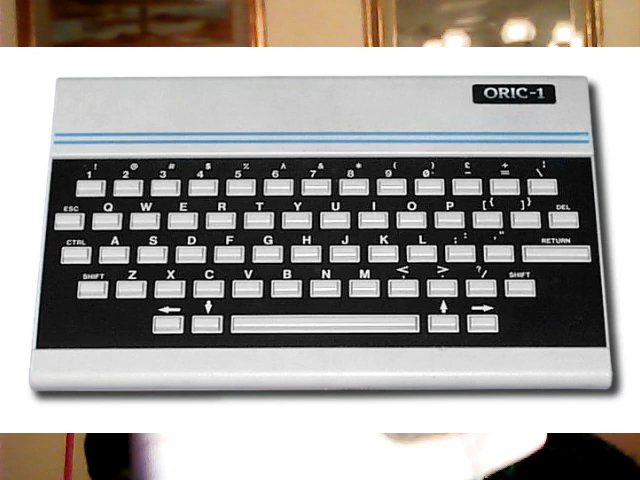 ORIC-1
! @ # $ % ^ & * ( ) £ + ¦
1 2 3 4 5 6 7 8 9 0 - = \
ESC Q W E R T Y U I O P [{ ]} DEL
CTRL A S D F G H J K L ;: '" RETURN
SHIFT Z X C V B N M < > ?/ SHIFT
← ↓ ↑ →